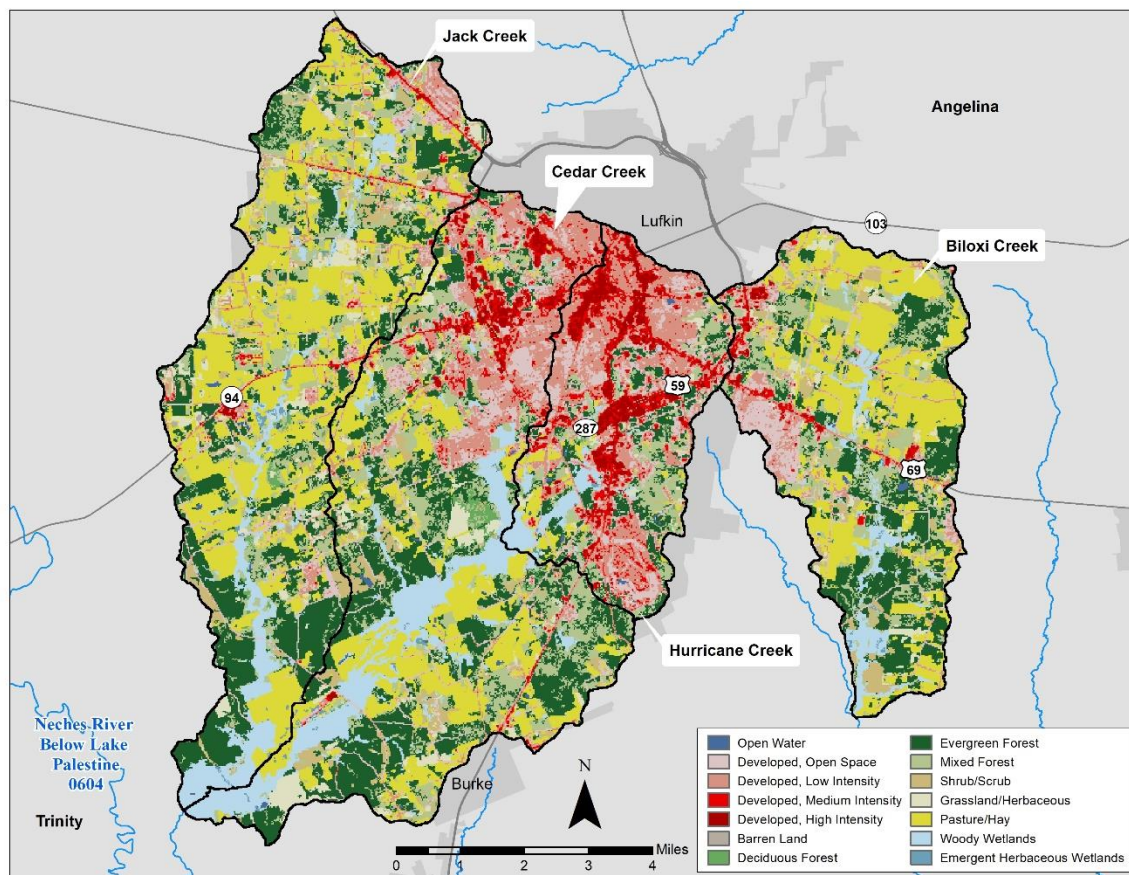 Jack Creek
Angelina
Cedar Creek
Lufkin
103
Biloxi Creek
59
94
287
69
Hurricane Creek
Neches River
Below Lake
Palestine
0604
Trinity
Burke
N
0 1 2 3 4 Miles
Open Water
Developed, Open Space
Developed, Low Intensity
Developed, Medium Intensity
Developed, High Intensity
Barren Land
Deciduous Forest
Evergreen Forest
Mixed Forest
Shrub/Scrub
Grassland/Herbaceous
Pasture/Hay
Woody Wetlands
Emergent Herbaceous Wetlands